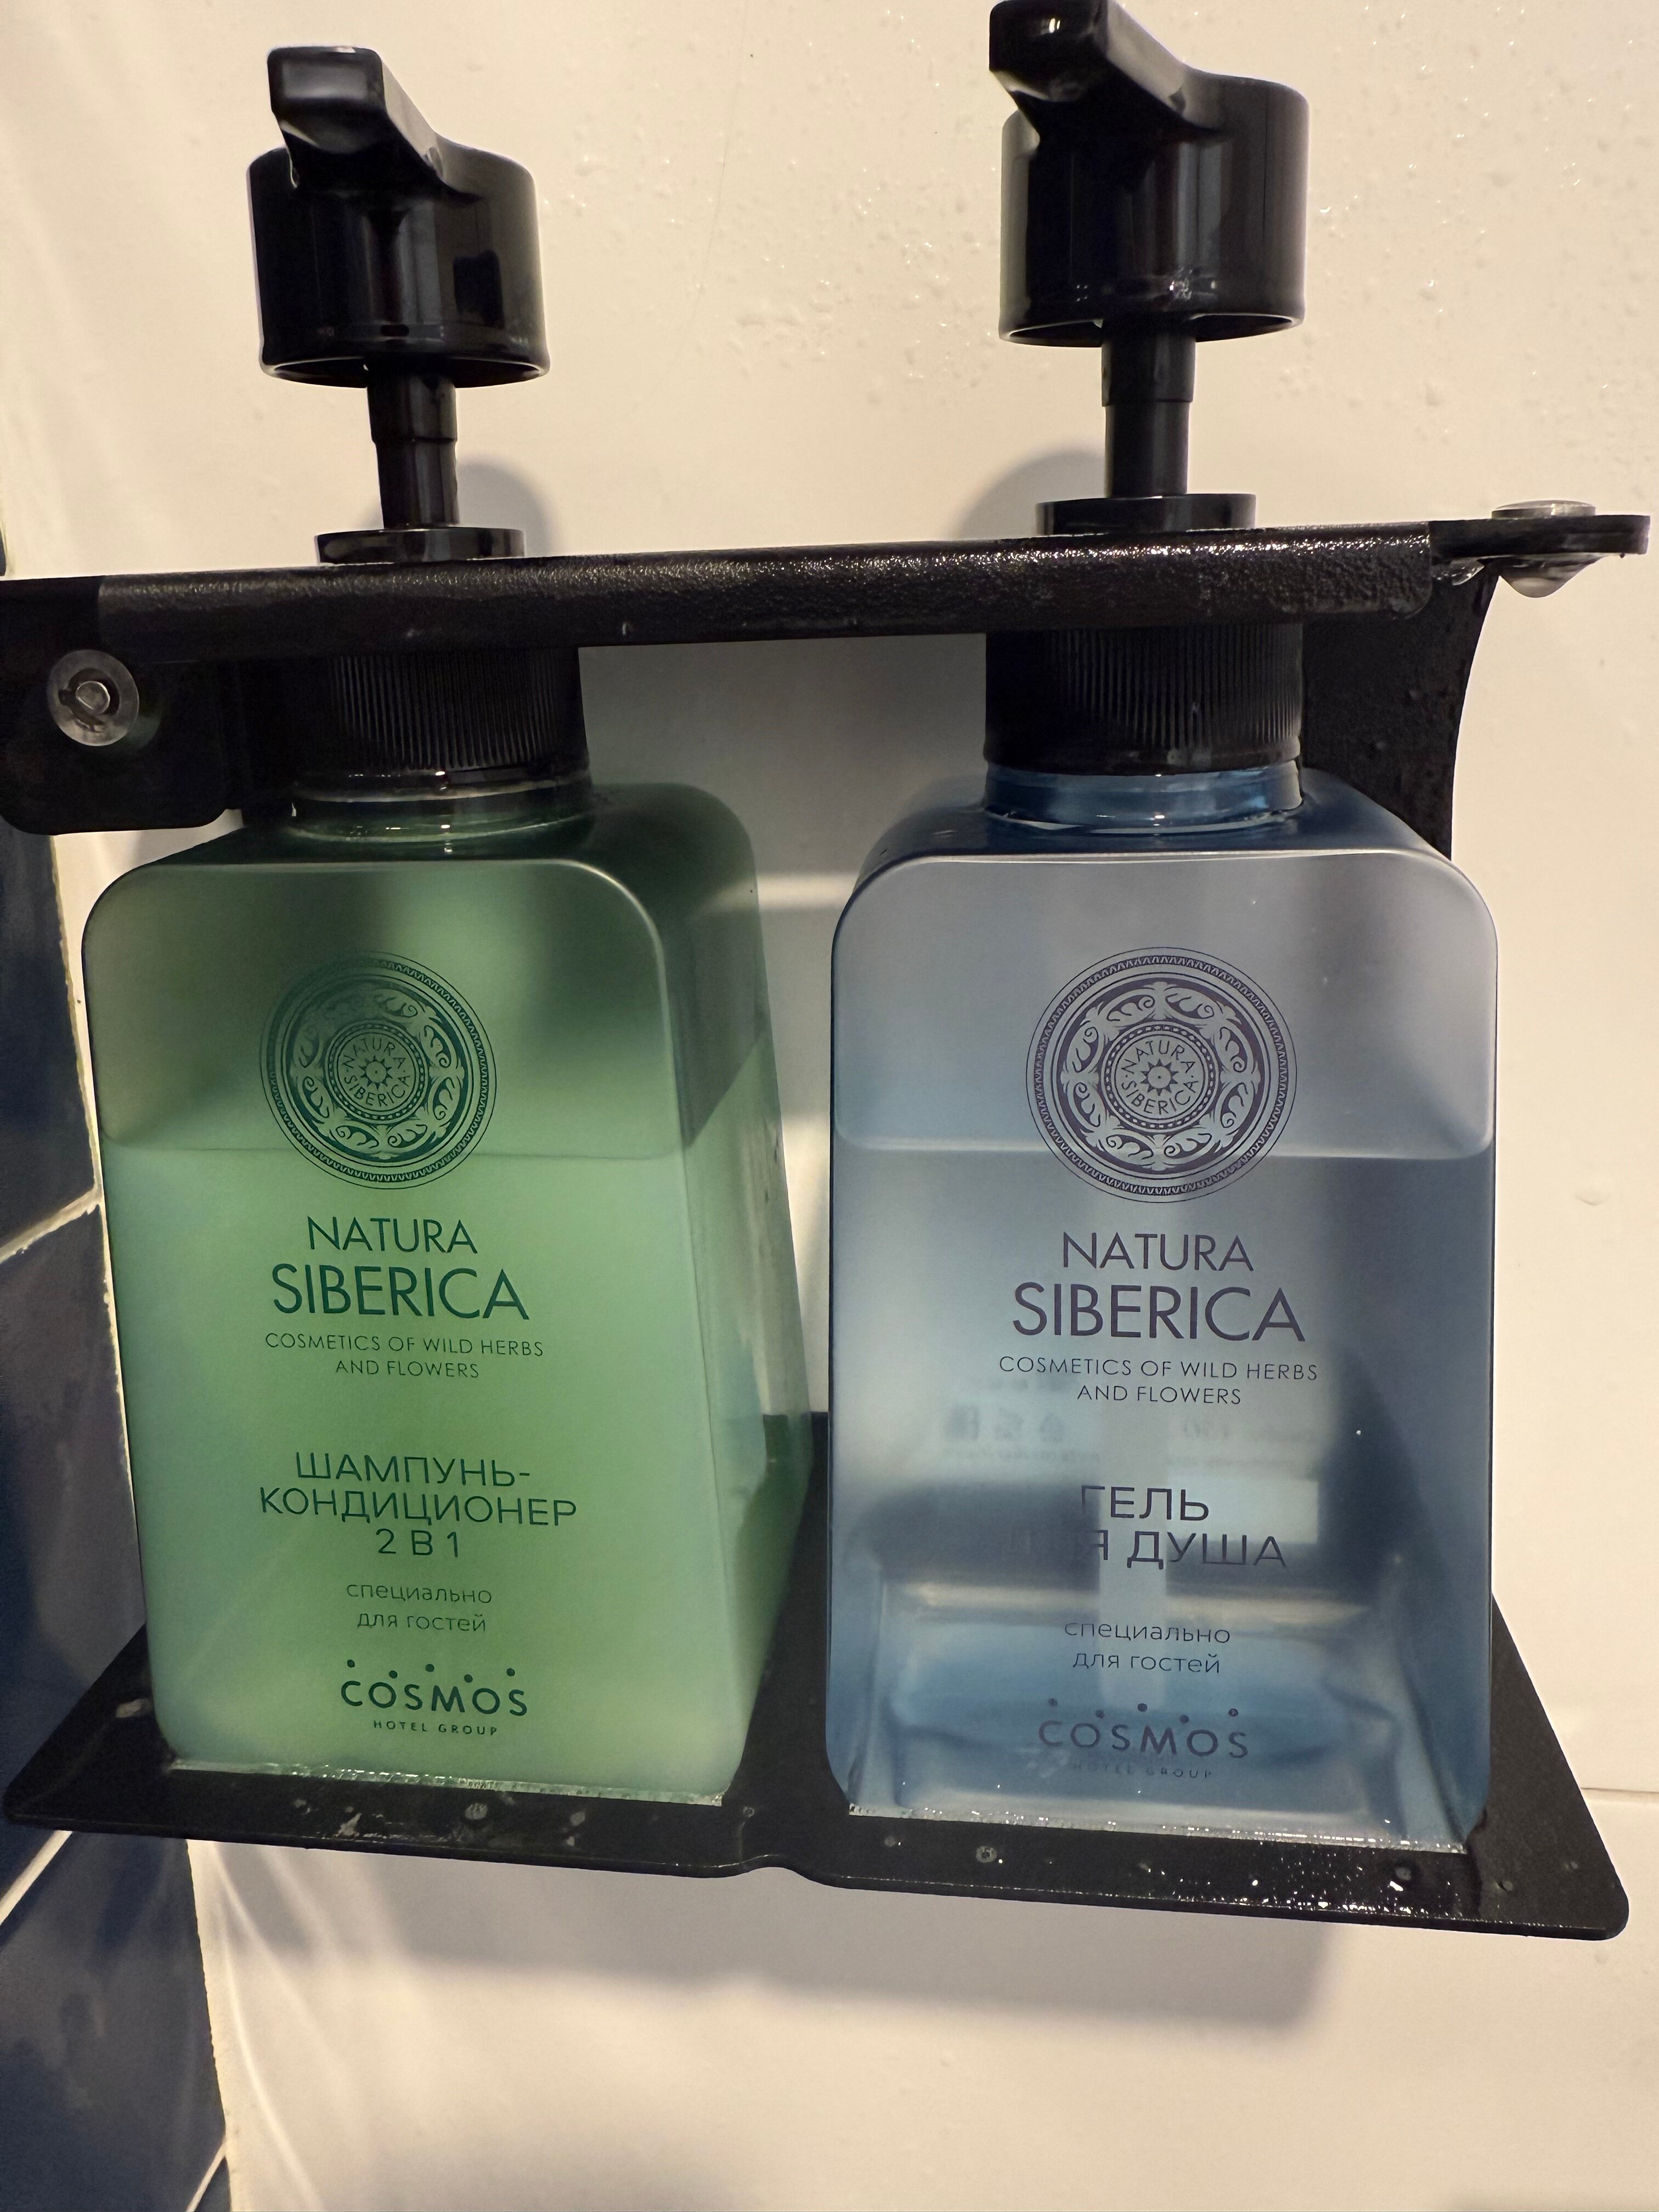 NATURA
SIBERICA
NATURA
SIBERICA
COSMETICS OF WILD HERBS
AND FLOWERS
ШАМПУНЬ-
КОНДИЦИОНЕР
2 В 1
специально
для гостей
COSMOS
HOTEL GROUP
NATURA
SIBERICA
NATURA
SIBERICA
COSMETICS OF WILD HERBS
AND FLOWERS
ГЕЛЬ
Я ДУША
специально
для гостей
COSMOS
HOTEL GROUP